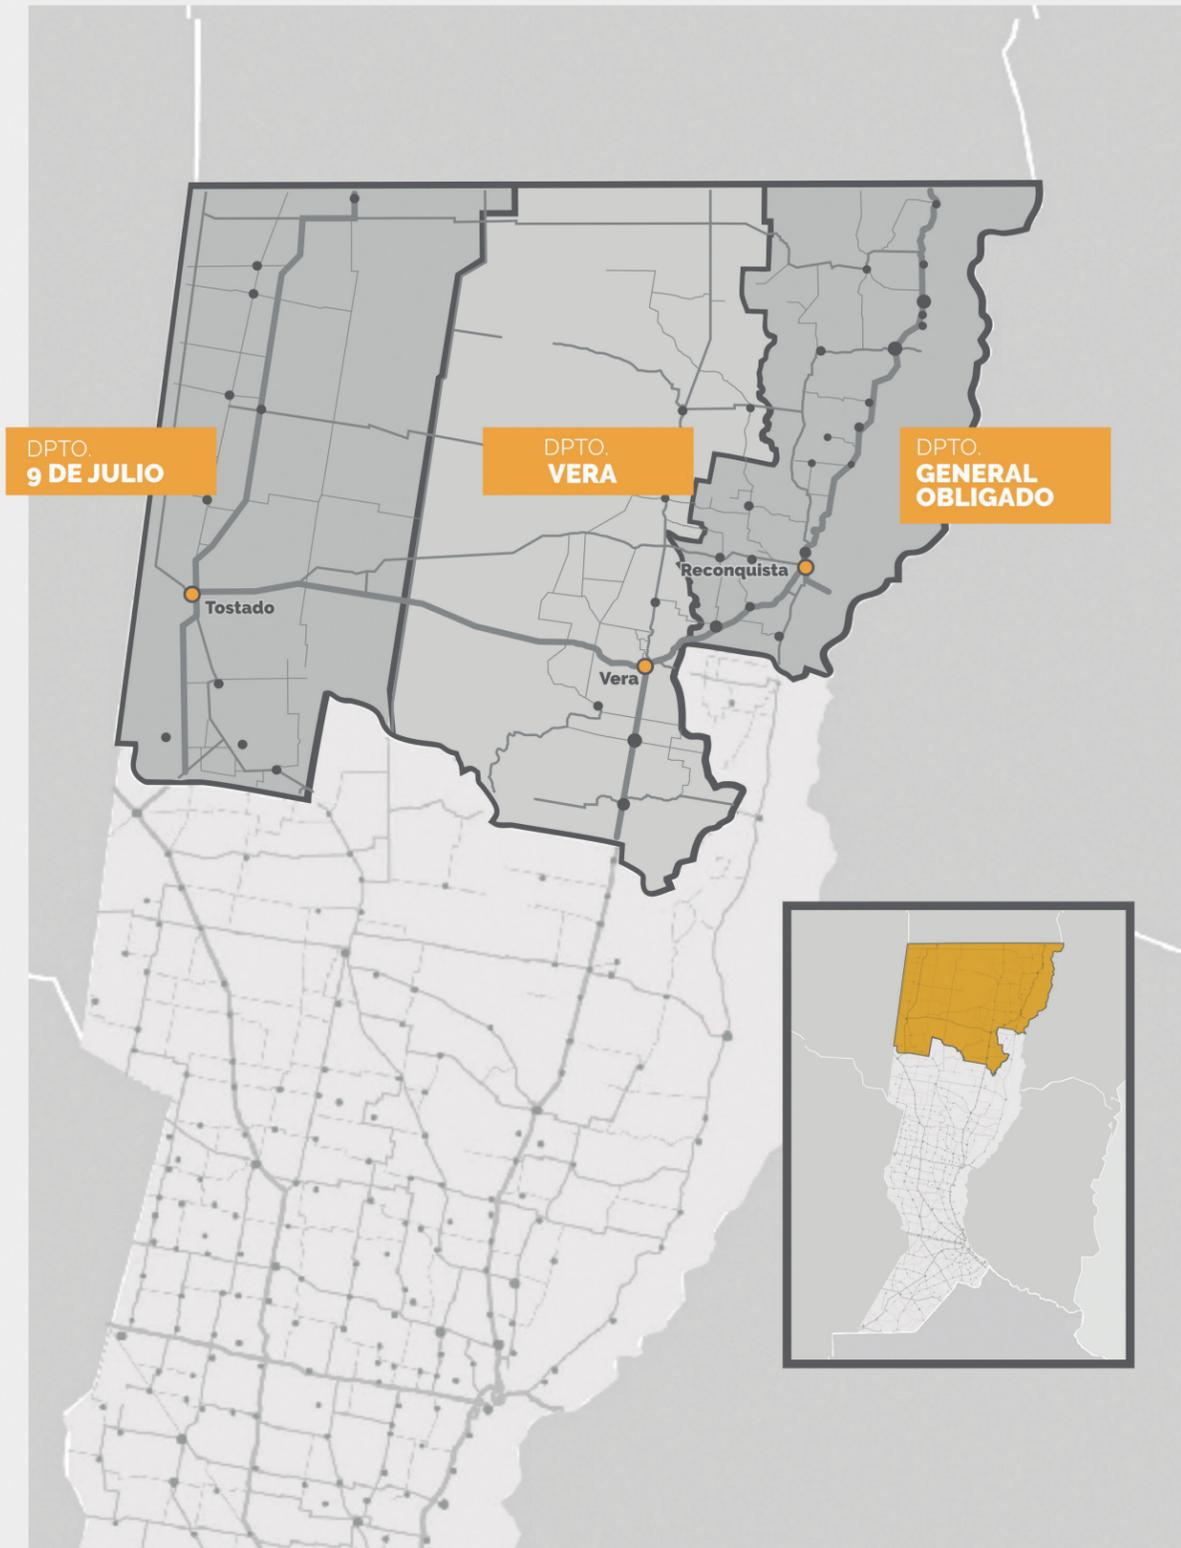 DPTO.
9 DE JULIO
DPTO.
VERA
DPTO.
GENERAL
OBLIGADO
Reconquista
Tostado
Vera